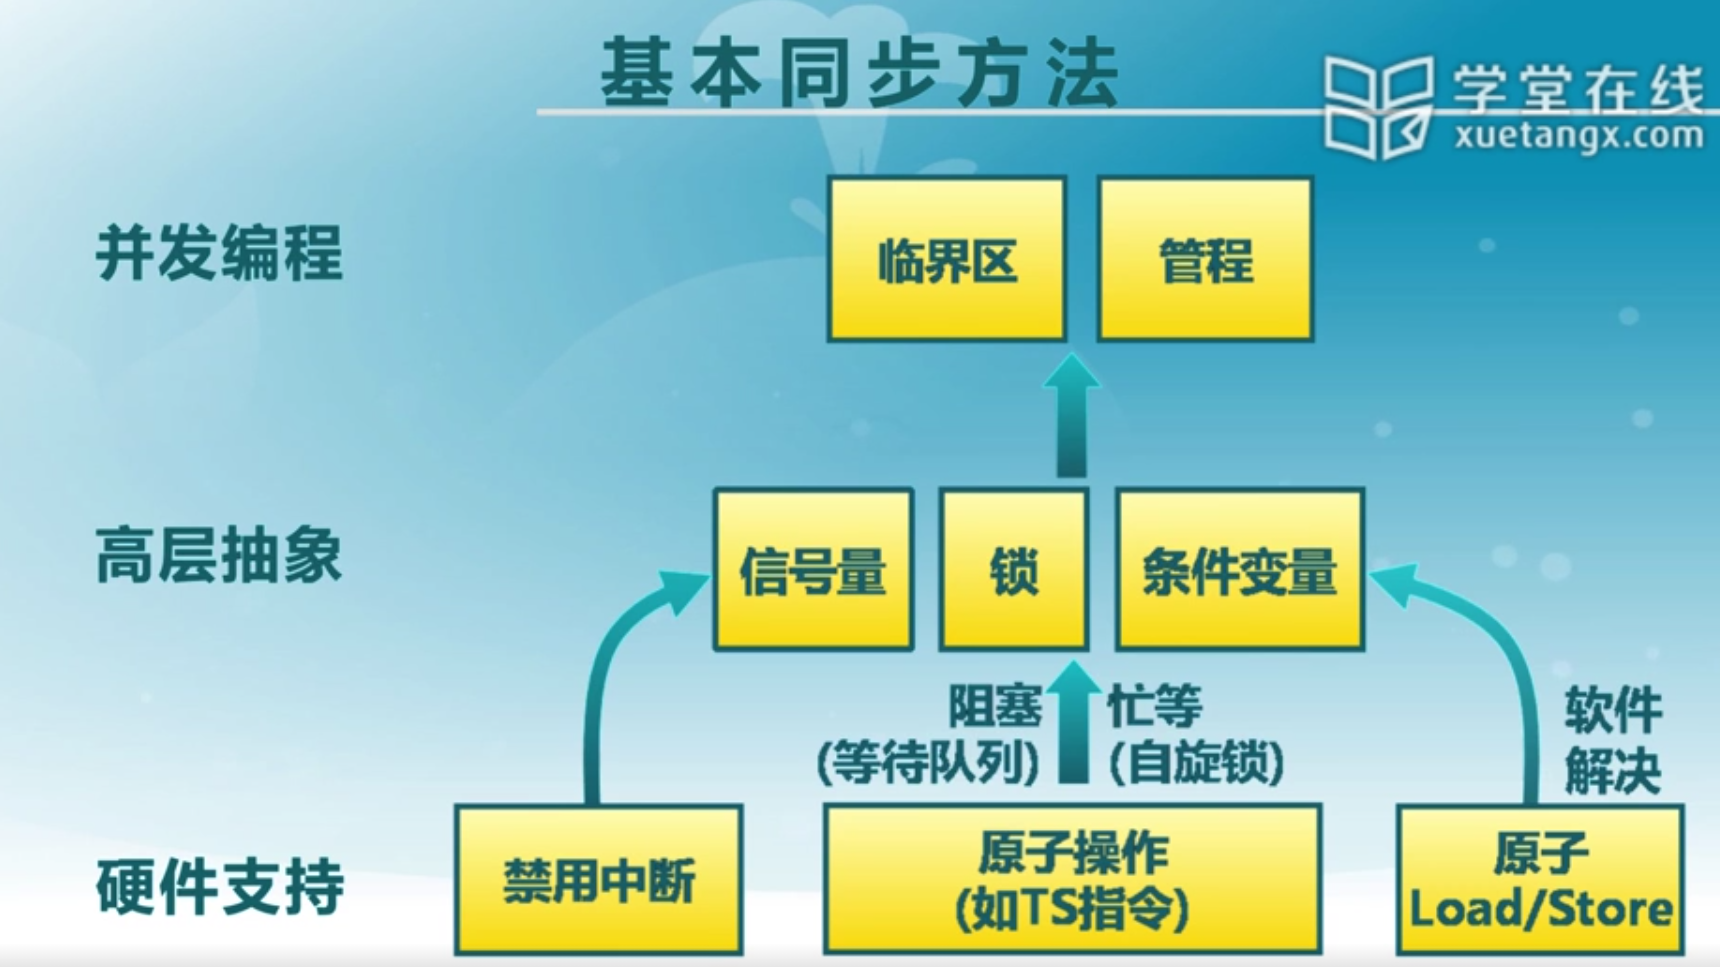 基本同步方法
学堂在线
xuetangx.com
并发编程
临界区
管程
高层抽象
信号量
锁
条件变量
阻塞
(等待队列)
忙等
(自旋锁)
软件
解决
硬件支持
禁用中断
原子操作
(如TS指令)
原子
Load/Store